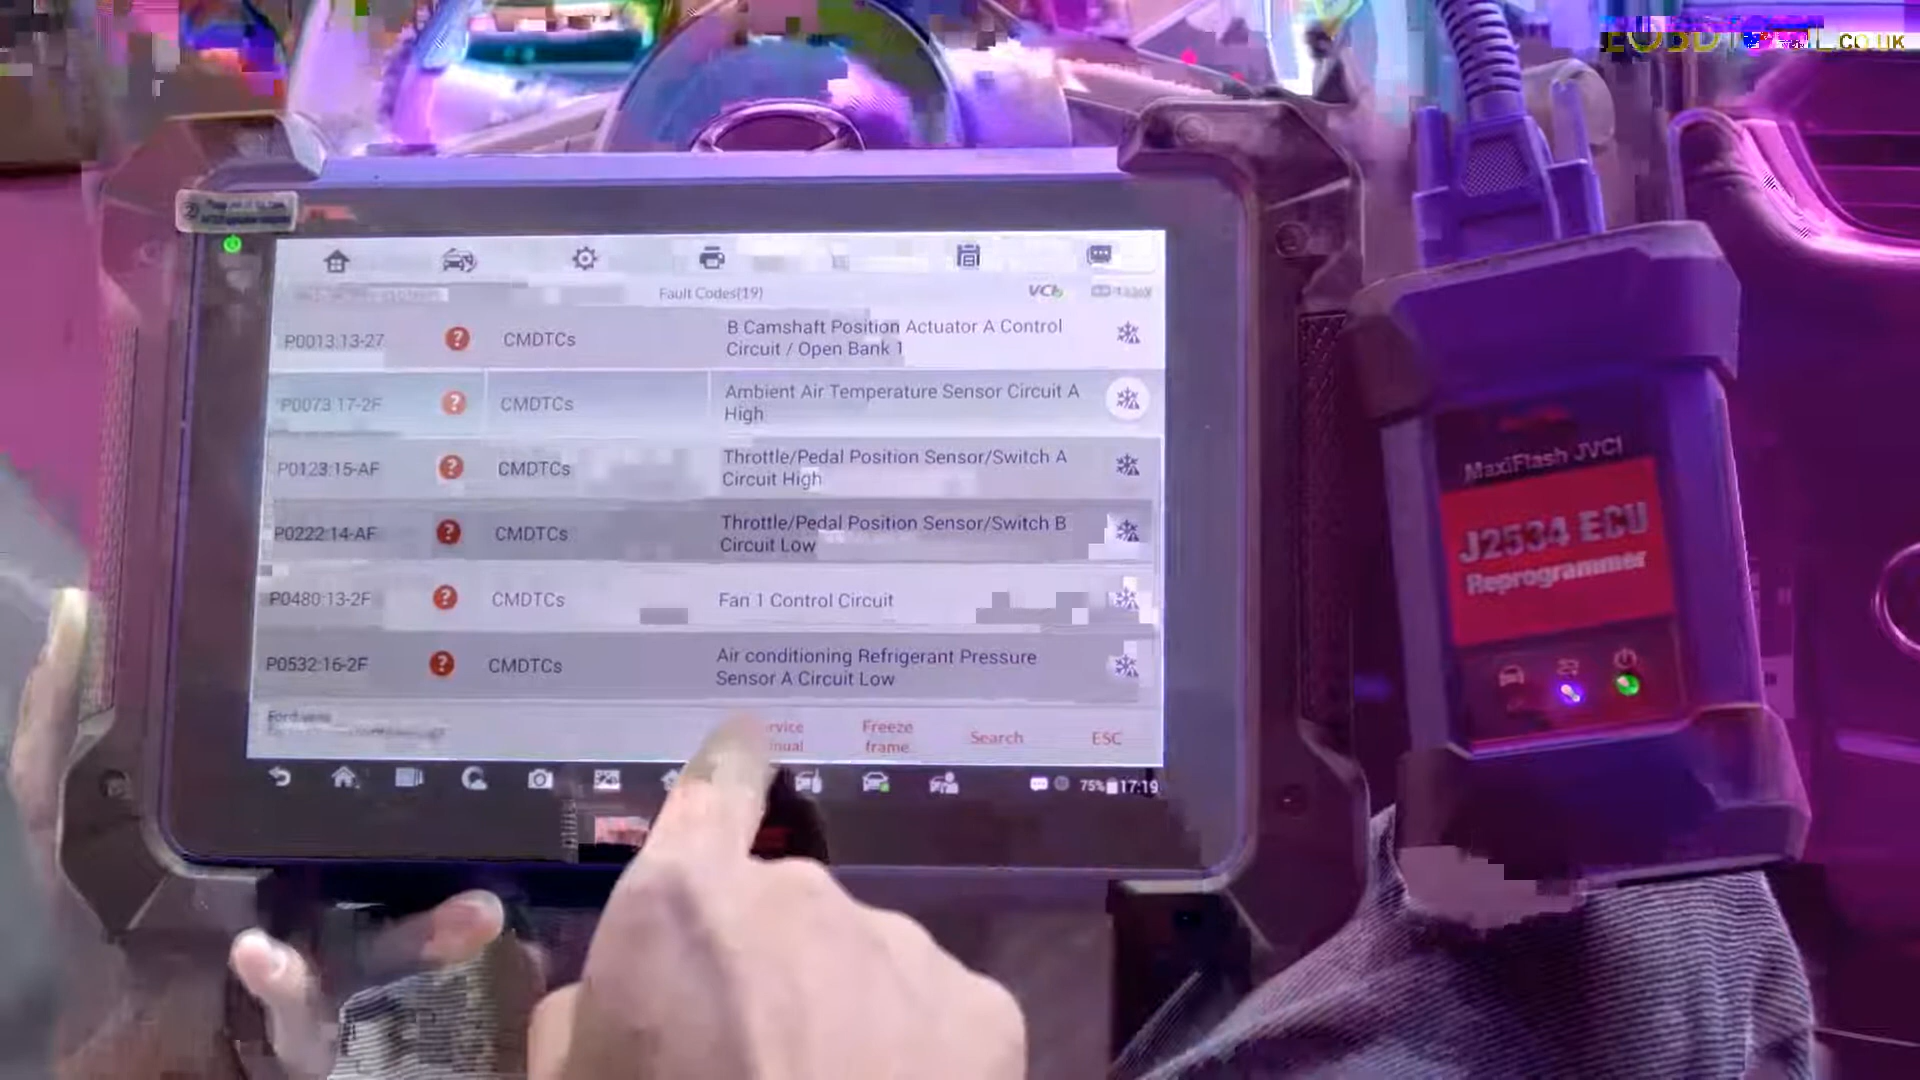 .CO.UK
Fault Codes(19)
VCI
P0013:13-27
CMDTCs
B Camshaft Position Actuator A Control
Circuit / Open Bank 1
P0073:17-2F
CMDTCs
Ambient Air Temperature Sensor Circuit A
High
P0123:15-AF
CMDTCs
Throttle/Pedal Position Sensor/Switch A
Circuit High
P0222:14-AF
CMDTCs
Throttle/Pedal Position Sensor/Switch B
Circuit Low
P0480:13-2F
CMDTCs
Fan 1 Control Circuit
P0532:16-2F
CMDTCs
Air conditioning Refrigerant Pressure
Sensor A Circuit Low
Freeze
frame
Search
ESC
75% 17:19
MaxiFlash JVCI
J2534 ECU
Reprogrammer